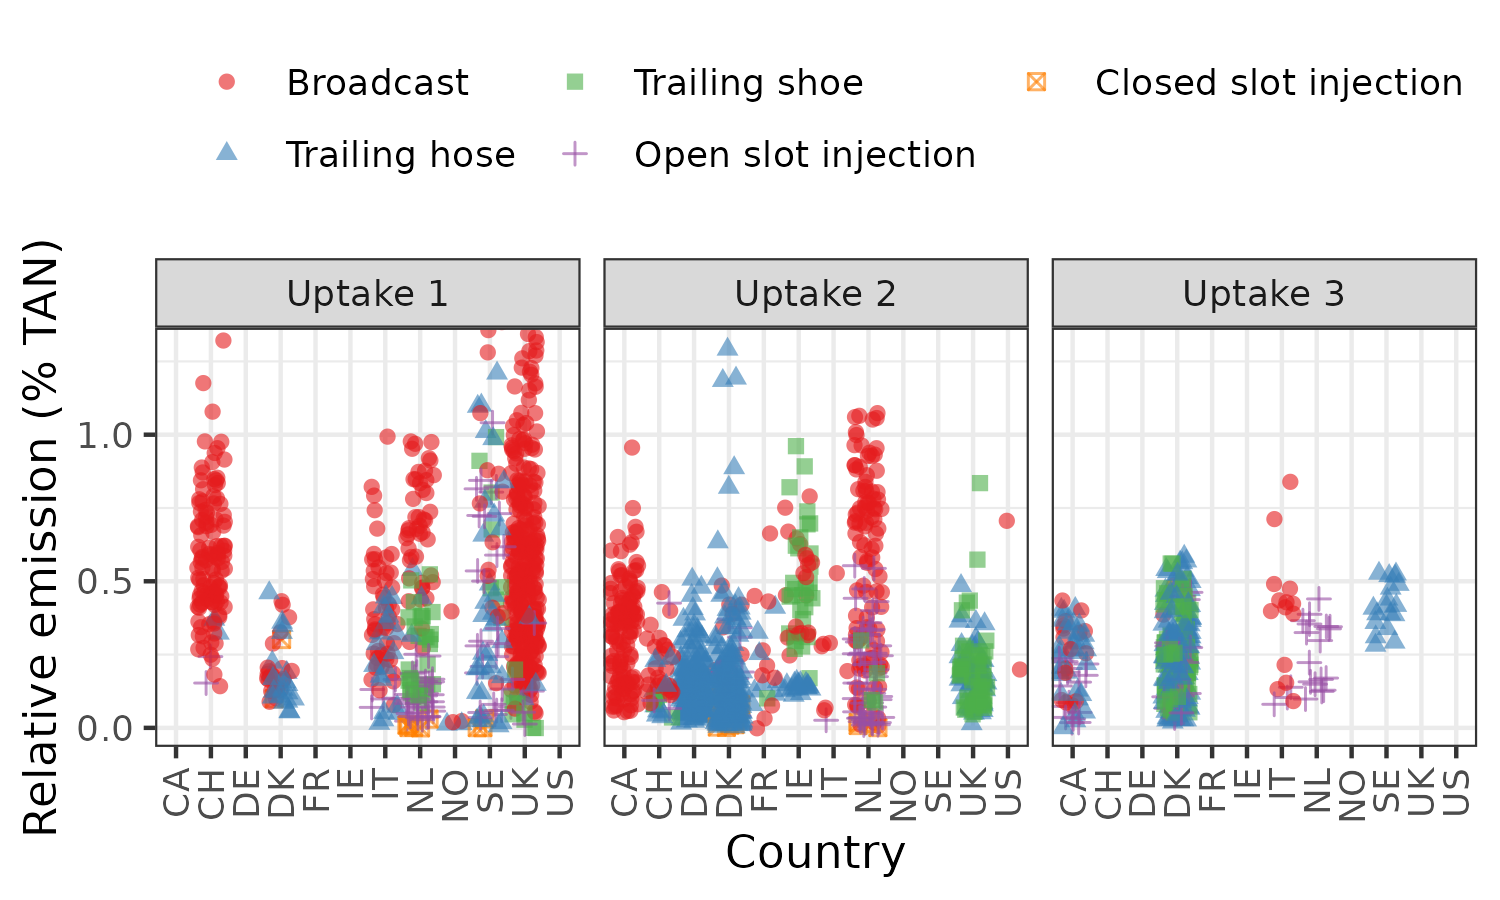 Broadcast Trailing shoe Closed slot injection
Trailing hose Open slot injection
Relative emission (% TAN)
Uptake 1 Uptake 2 Uptake 3
1.0
0.5
0.0
CA CH DE DK FR IE IT NL NO SE UK US CA CH DE DK FR IE IT NL NO SE UK US CA CH DE DK FR IE IT NL NO SE UK US
Country